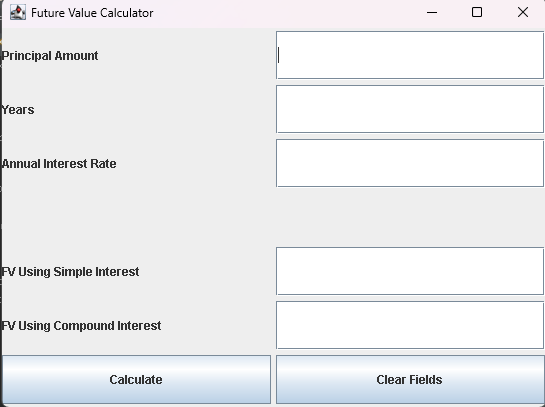 Future Value Calculator
Principal Amount
Years
Annual Interest Rate
FV Using Simple Interest
FV Using Compound Interest
Calculate
Clear Fields